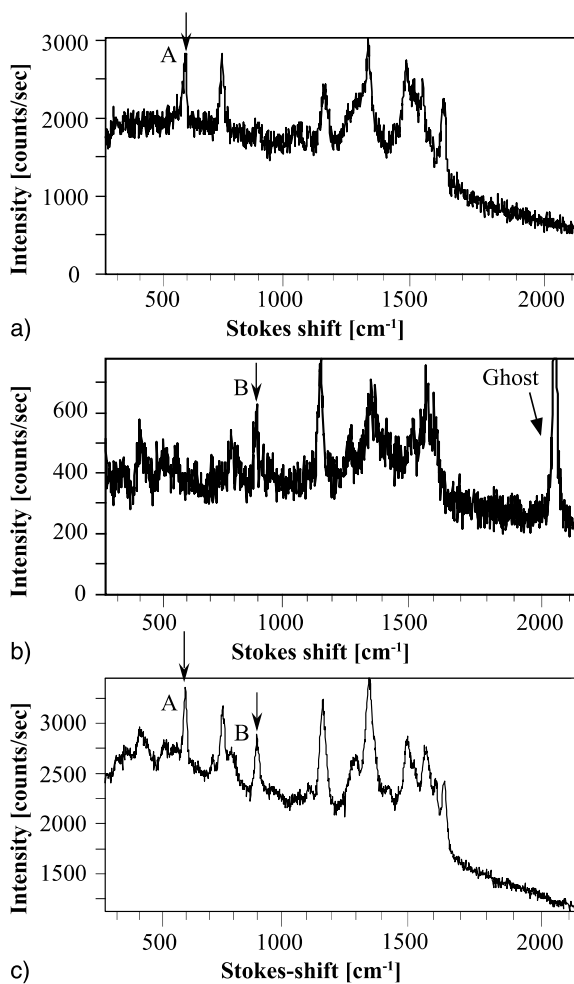 3000
A
2000
1000
0
Intensity [counts/sec]
500 1000 1500 2000
a) Stokes shift [cm⁻¹]
B
Ghost
600
400
200
0
Intensity [counts/sec]
500 1000 1500 2000
b) Stokes shift [cm⁻¹]
A
B
3000
2500
2000
1500
Intensity [counts/sec]
500 1000 1500 2000
c) Stokes-shift [cm⁻¹]